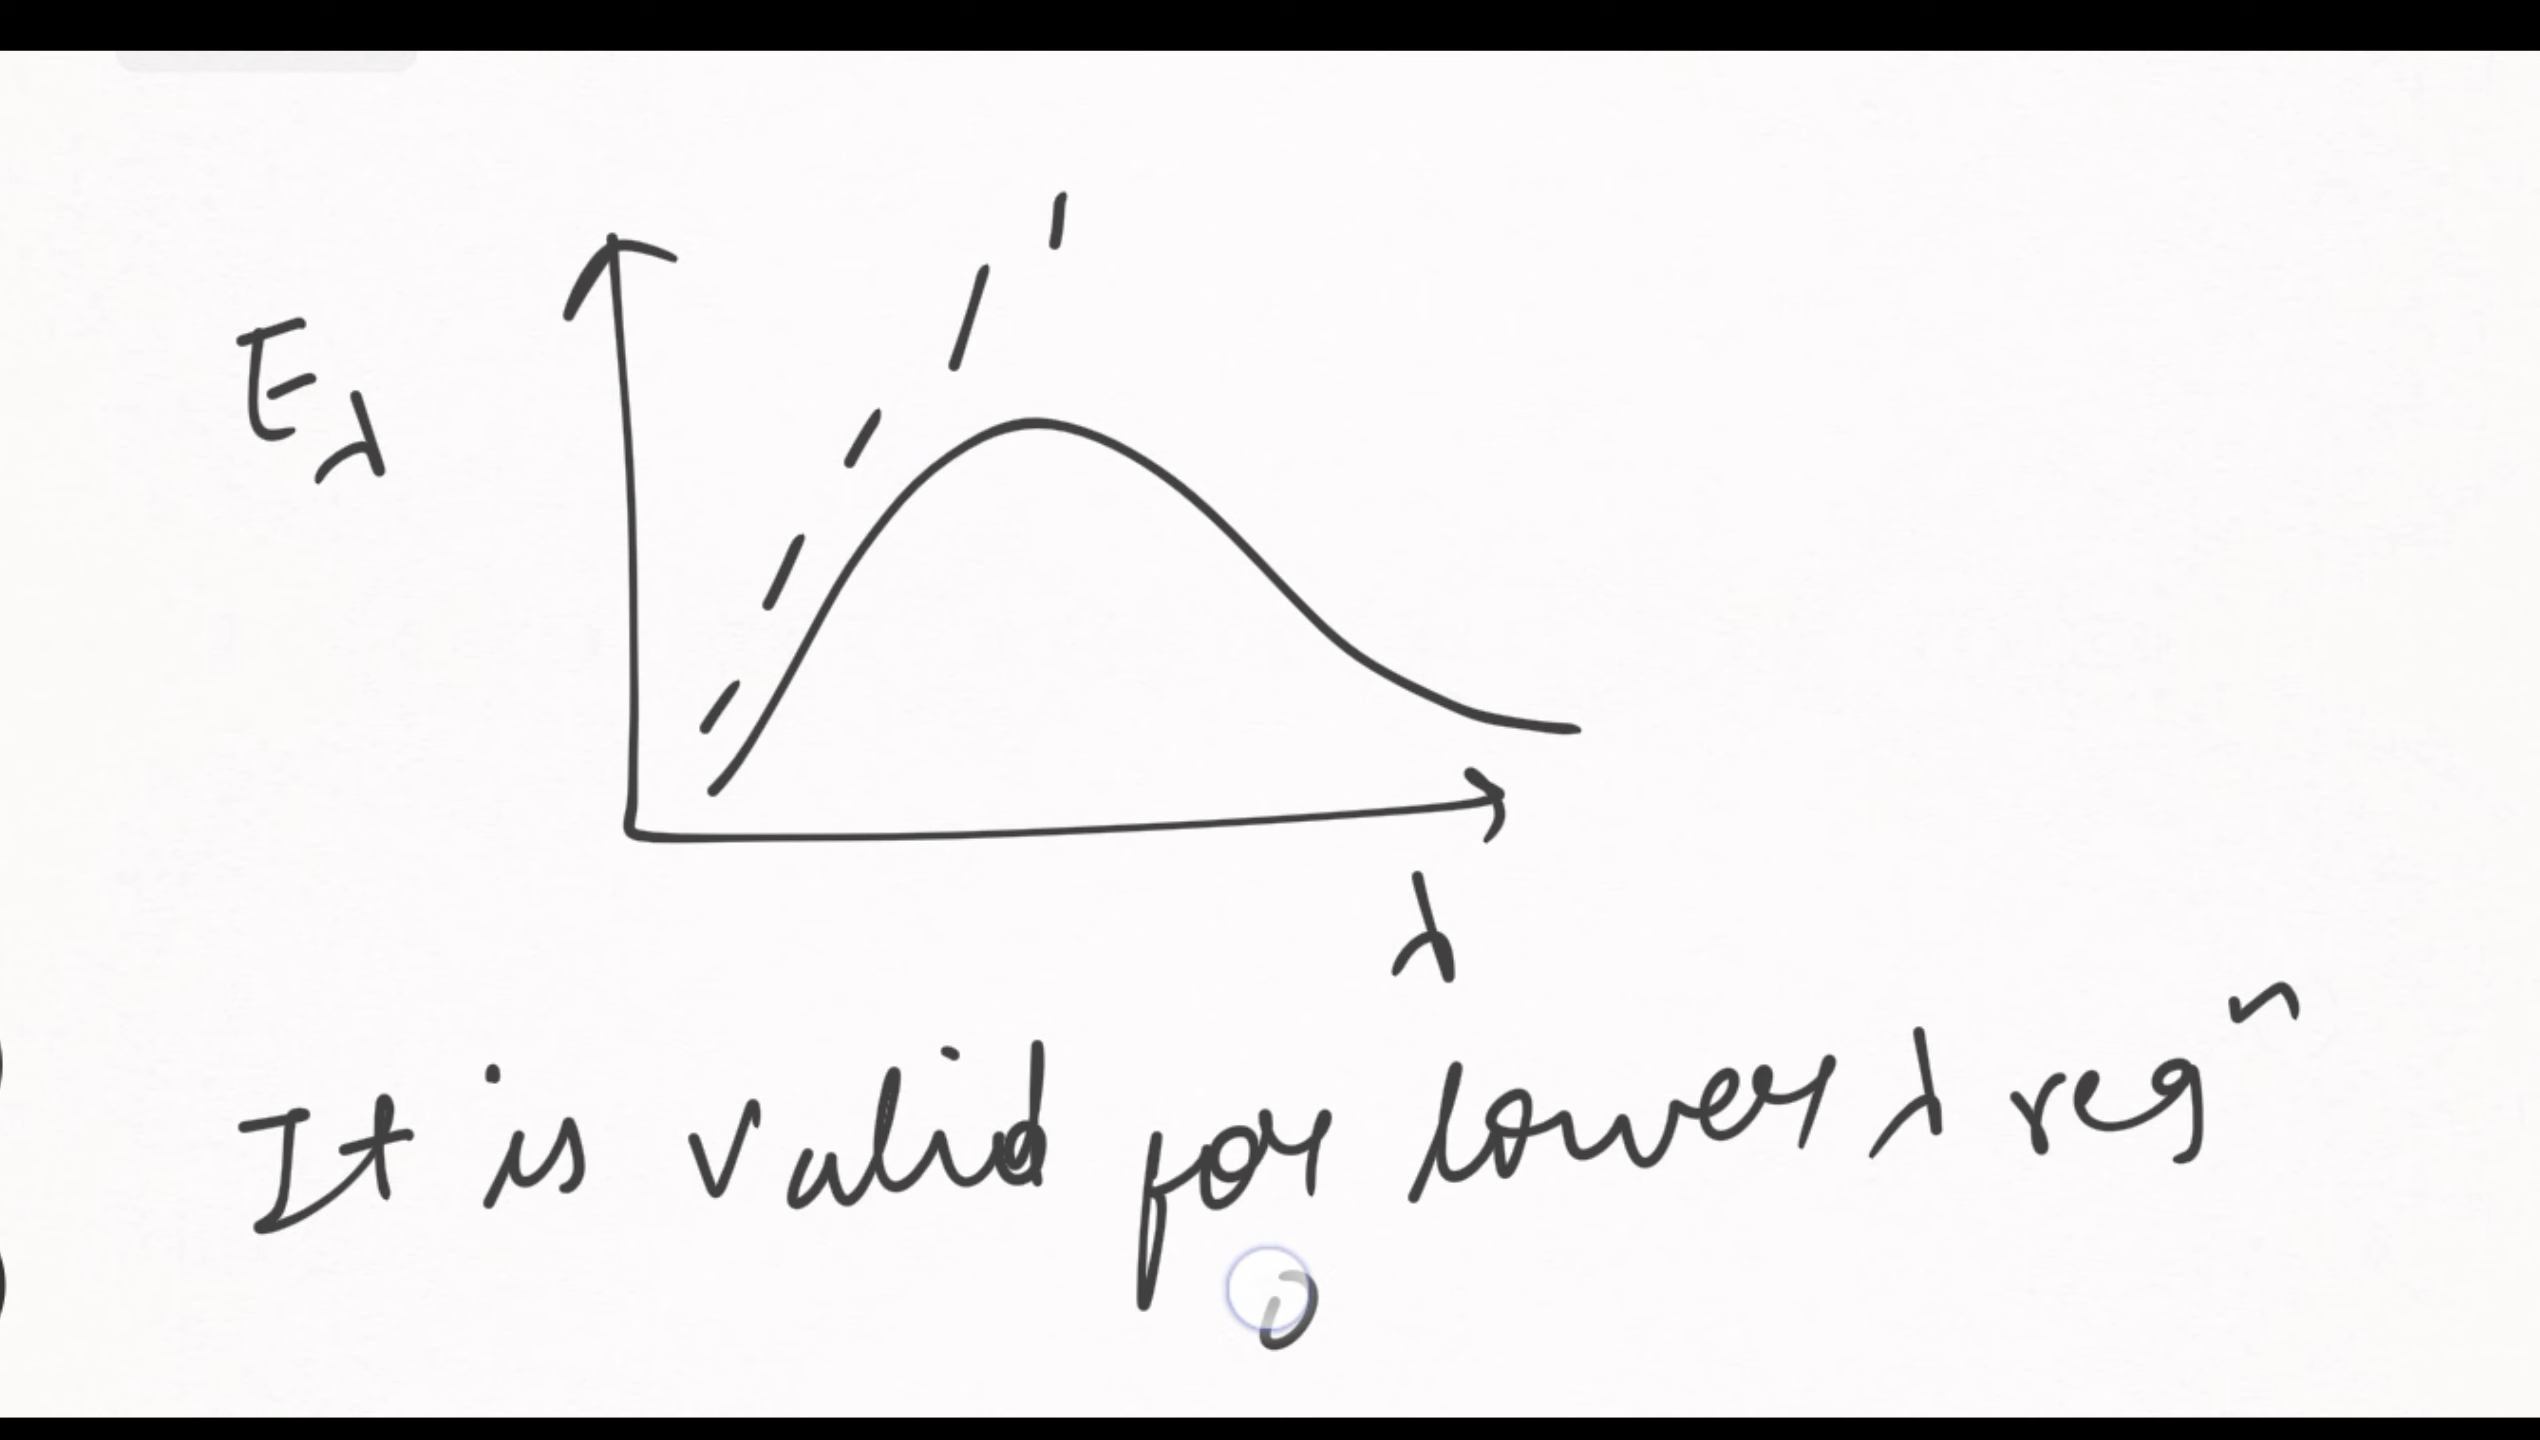 Eλ
λ
It is valid for lower λ regⁿ